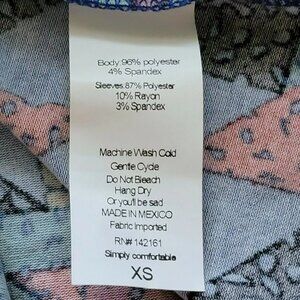 Body: 96% polyester
4% Spandex
Sleeves: 87% Polyester
10% Rayon
3% Spandex
Machine Wash Cold
Gentle Cycle
Do Not Bleach
Hang Dry
Or you'll be sad
MADE IN MEXICO
Fabric Imported
RN# 142161
Simply comfortable
XS